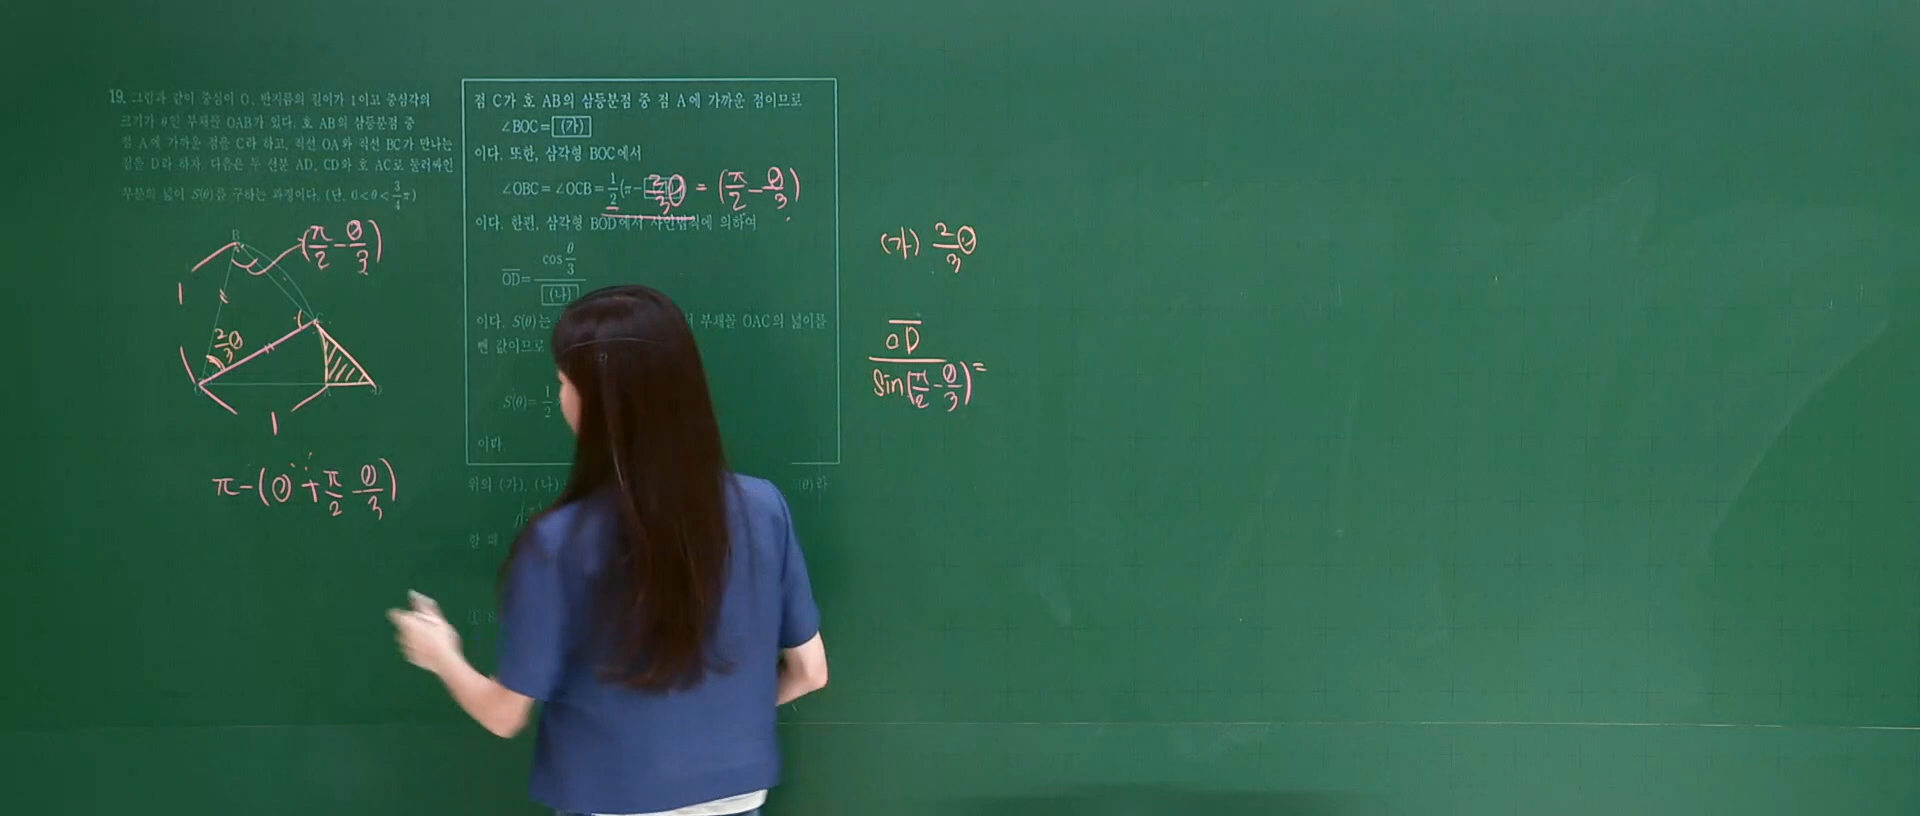 19. 그림과 같이 중심이 O, 반지름의 길이가 1이고 중심각의
크기가 θ인 부채꼴 OAB가 있다. 호 AB의 삼등분점 중
점 A에 가까운 점을 C라 하고, 직선 OA와 직선 BC가 만나는
점을 D라 하자. 다음은 두 선분 AD, CD와 호 AC로 둘러싸인
부분의 넓이 S(θ)를 구하는 과정이다. (단, 0<θ<3/4π)
B
(π/2-θ/3)
1
2/3θ
C
1
π-(θ+π/2-θ/3)
점 C가 호 AB의 삼등분점 중 점 A에 가까운 점이므로
∠BOC= (가)
이다. 또한, 삼각형 BOC에서
∠OBC=∠OCB=1/2(π- 2/3θ = (π/2-θ/3)
이다. 한편, 삼각형 BOD에서 사인법칙에 의하여
OD= cos θ/3 / (나)
이다. S(θ)는 부채꼴 OAC의 넓이를
뺀 값이므로
S(θ)= 1/2
이다.
위의 (가), (나)
할 때
(가) 2/3θ
OD / sin(π/2-θ/3) =